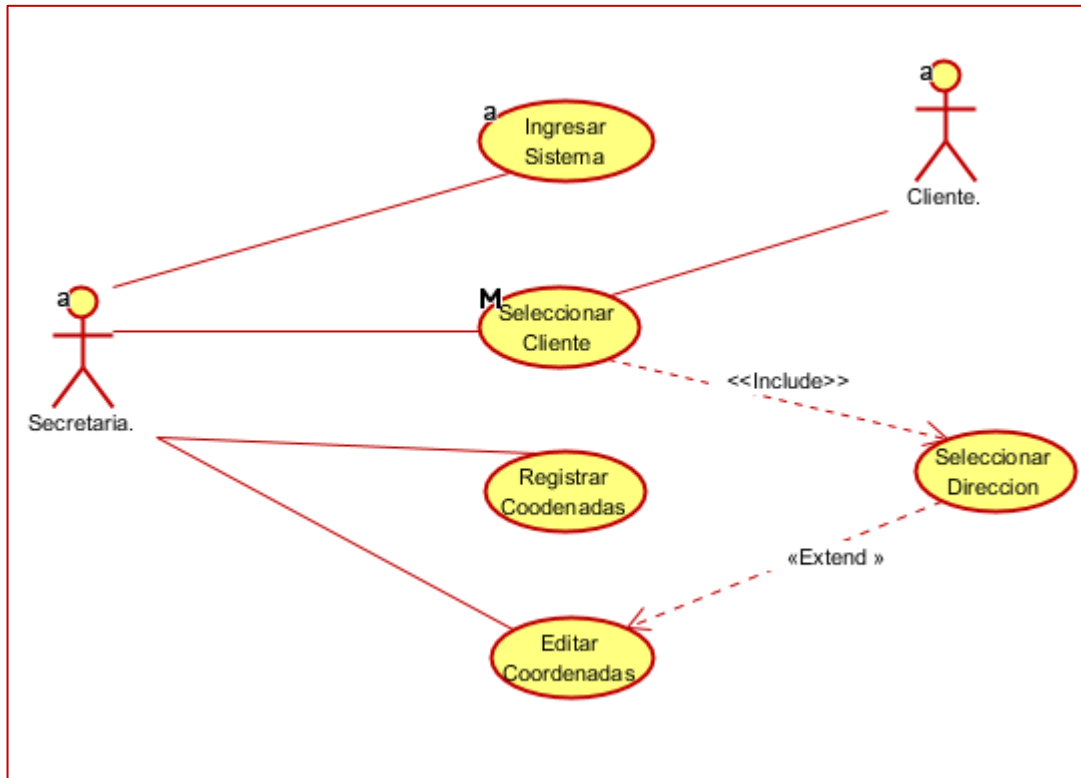 a
Ingresar
Sistema
a
Cliente.
a
Secretaria.
M
Seleccionar
Cliente
<<Include>>
Seleccionar
Direccion
Registrar
Coodenadas
«Extend »
Editar
Coordenadas